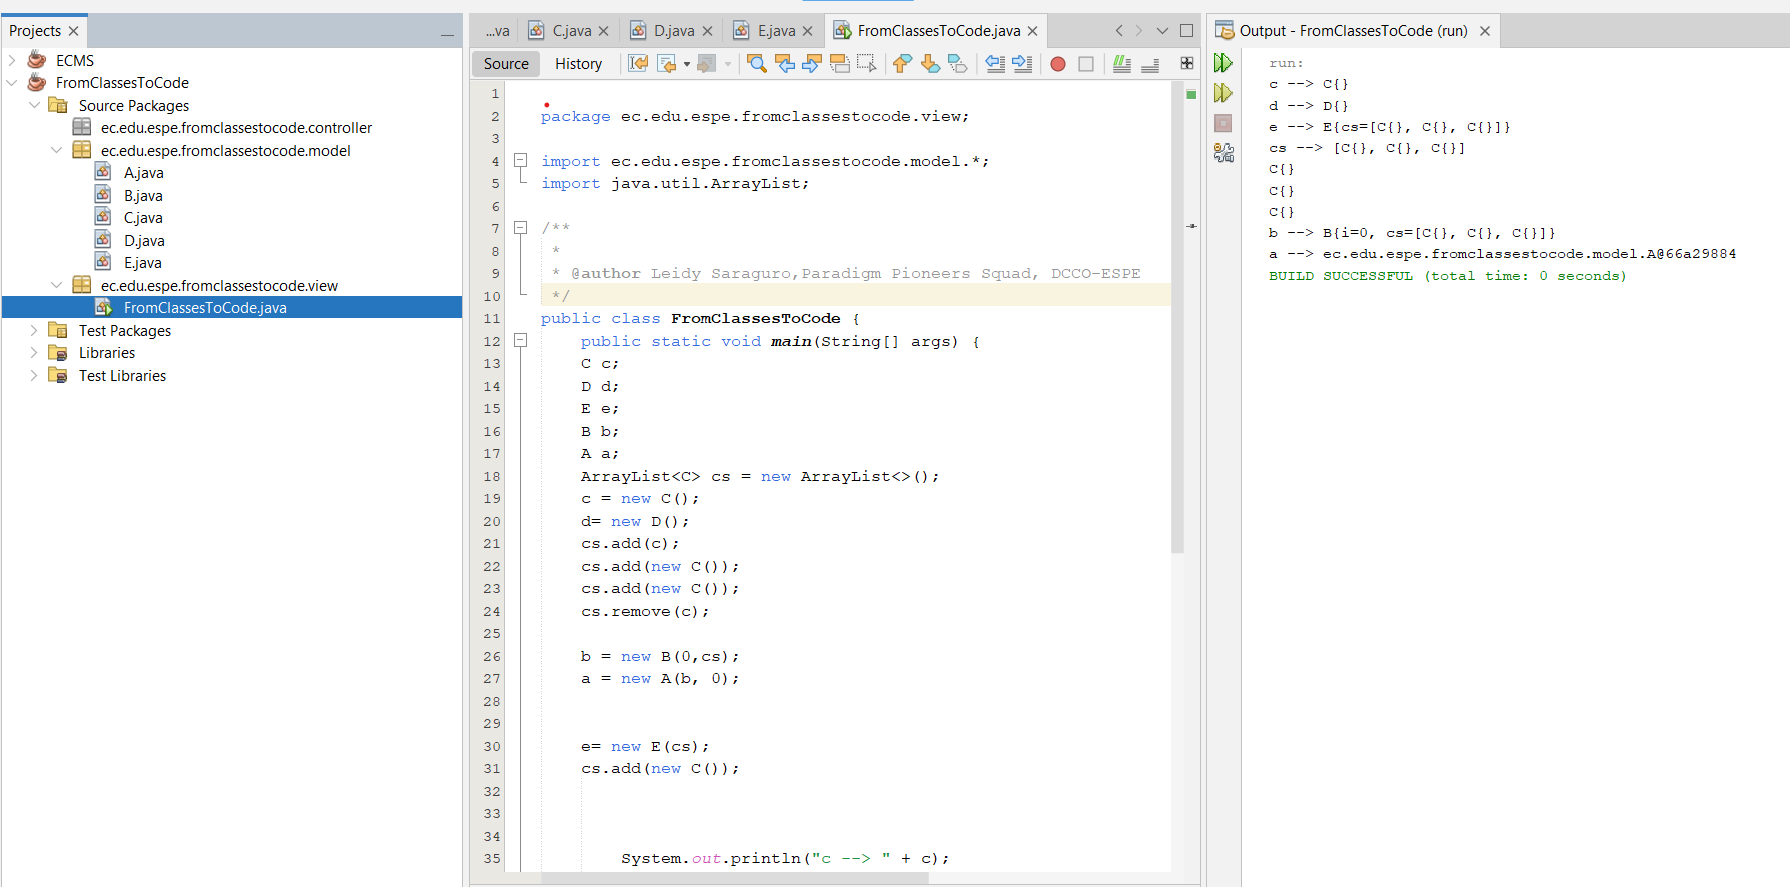 Projects
ECMS
FromClassesToCode
Source Packages
ec.edu.espe.fromclassestocode.controller
ec.edu.espe.fromclassestocode.model
A.java
B.java
C.java
D.java
E.java
ec.edu.espe.fromclassestocode.view
FromClassesToCode.java
Test Packages
Libraries
Test Libraries
...va C.java D.java E.java FromClassesToCode.java
Source History
1
2 package ec.edu.espe.fromclassestocode.view;
3
4 import ec.edu.espe.fromclassestocode.model.*;
5 import java.util.ArrayList;
6
7 /**
8 *
9 * @author Leidy Saraguro,Paradigm Pioneers Squad, DCCO-ESPE
10 */
11 public class FromClassesToCode {
12 public static void main(String[] args) {
13 C c;
14 D d;
15 E e;
16 B b;
17 A a;
18 ArrayList<C> cs = new ArrayList<>();
19 c = new C();
20 d= new D();
21 cs.add(c);
22 cs.add(new C());
23 cs.add(new C());
24 cs.remove(c);
25
26 b = new B(0,cs);
27 a = new A(b, 0);
28
29
30 e= new E(cs);
31 cs.add(new C());
32
33
34
35 System.out.println("c --> " + c);
Output - FromClassesToCode (run)
run:
c --> C{}
d --> D{}
e --> E{cs=[C{}, C{}, C{}]}
cs --> [C{}, C{}, C{}]
C{}
C{}
C{}
b --> B{i=0, cs=[C{}, C{}, C{}]}
a --> ec.edu.espe.fromclassestocode.model.A@66a29884
BUILD SUCCESSFUL (total time: 0 seconds)